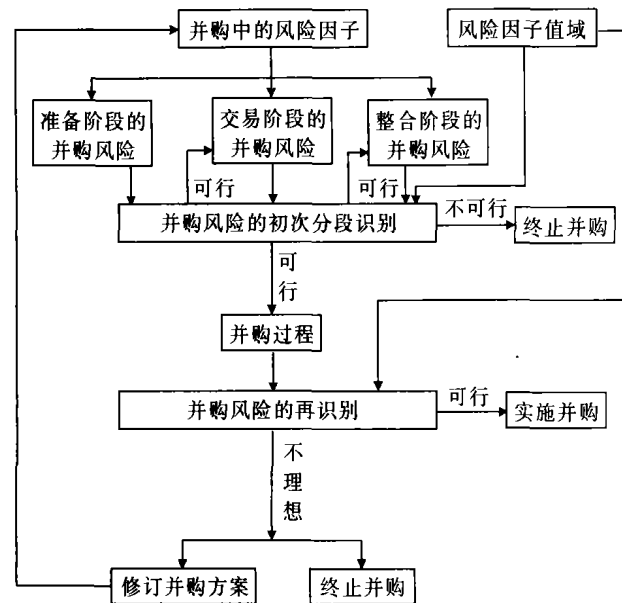 并购中的风险因子
风险因子值域
准备阶段的
并购风险
交易阶段的
并购风险
整合阶段的
并购风险
可行
可行
不可行
并购风险的初次分段识别
终止并购
可
行
并购过程
并购风险的再识别
可行
实施并购
不
理
想
修订并购方案
终止并购